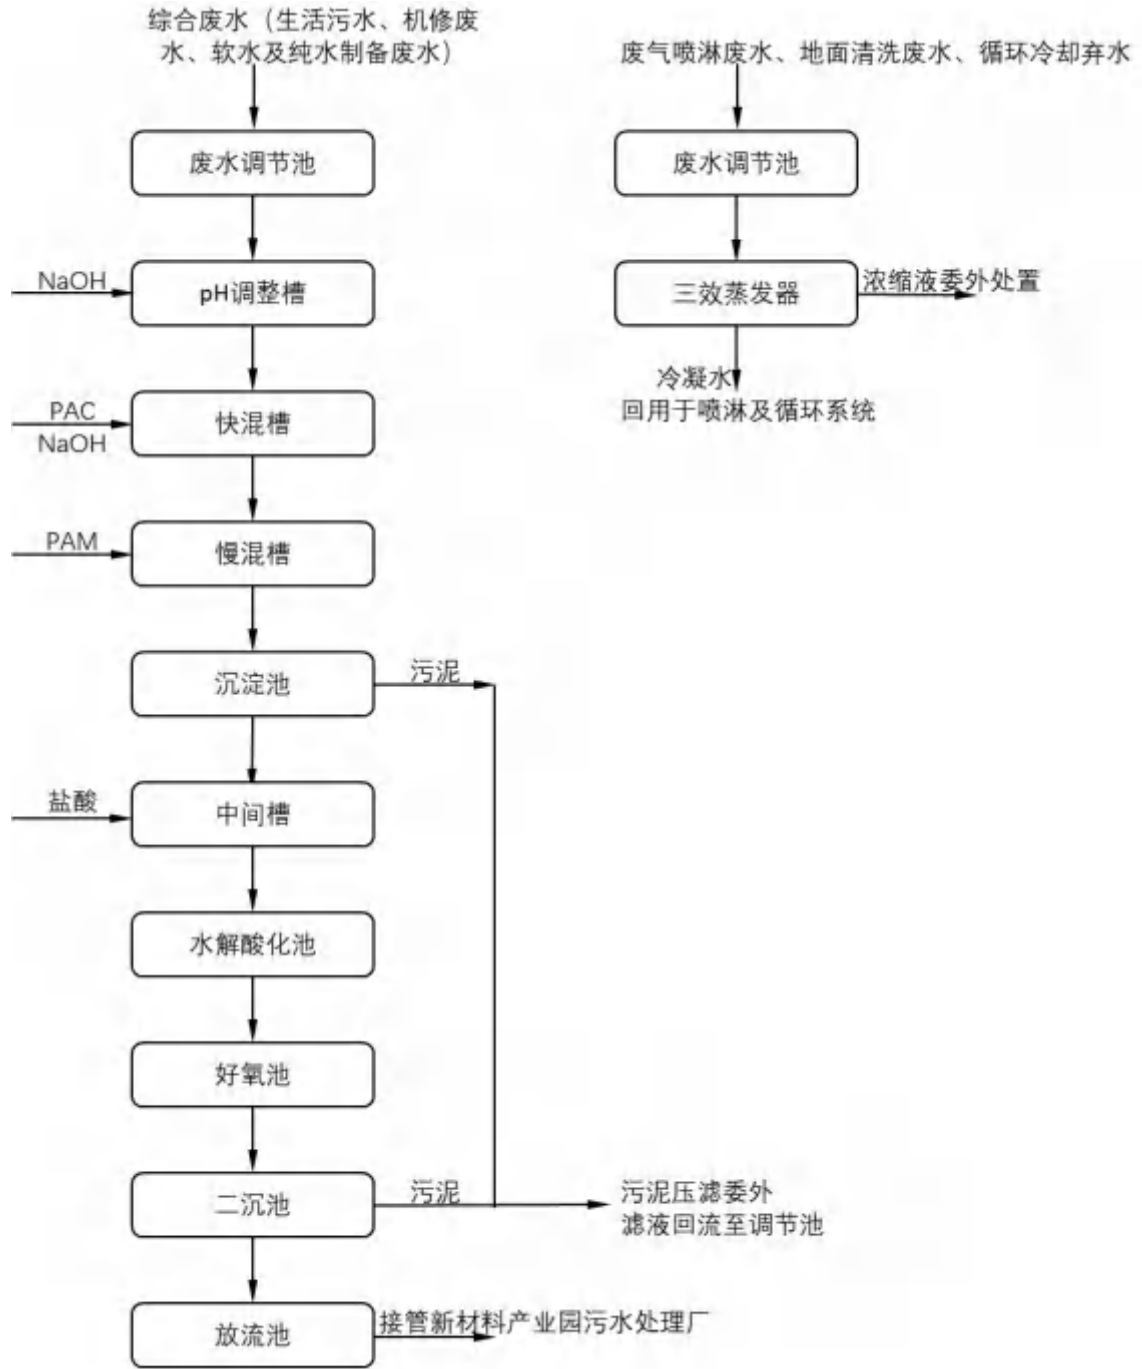 综合废水（生活污水、机修废
水、软水及纯水制备废水）
废水调节池
NaOH
pH调整槽
PAC
NaOH
快混槽
PAM
慢混槽
沉淀池
污泥
盐酸
中间槽
水解酸化池
好氧池
二沉池
污泥
污泥压滤委外
滤液回流至调节池
放流池
接管新材料产业园污水处理厂
废气喷淋废水、地面清洗废水、循环冷却弃水
废水调节池
三效蒸发器
浓缩液委外处置
冷凝水
回用于喷淋及循环系统